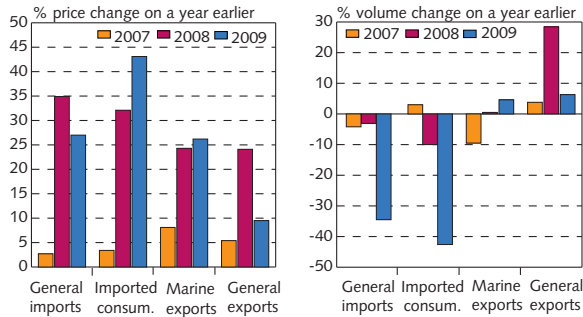 % price change on a year earlier
2007 2008 2009
50
45
40
35
30
25
20
15
10
5
0
General imports
Imported consum.
Marine exports
General exports
% volume change on a year earlier
2007 2008 2009
30
20
10
0
-10
-20
-30
-40
-50
General imports
Imported consum.
Marine exports
General exports